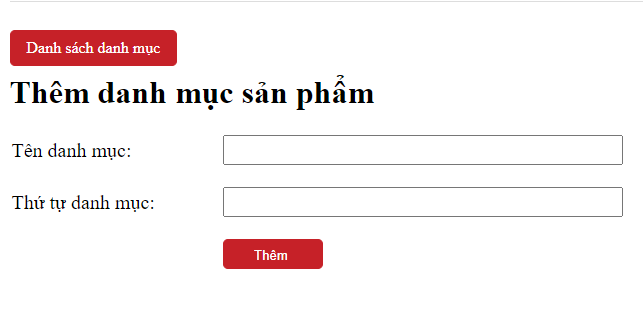 Danh sách danh mục
Thêm danh mục sản phẩm
Tên danh mục:
Thứ tự danh mục:
Thêm